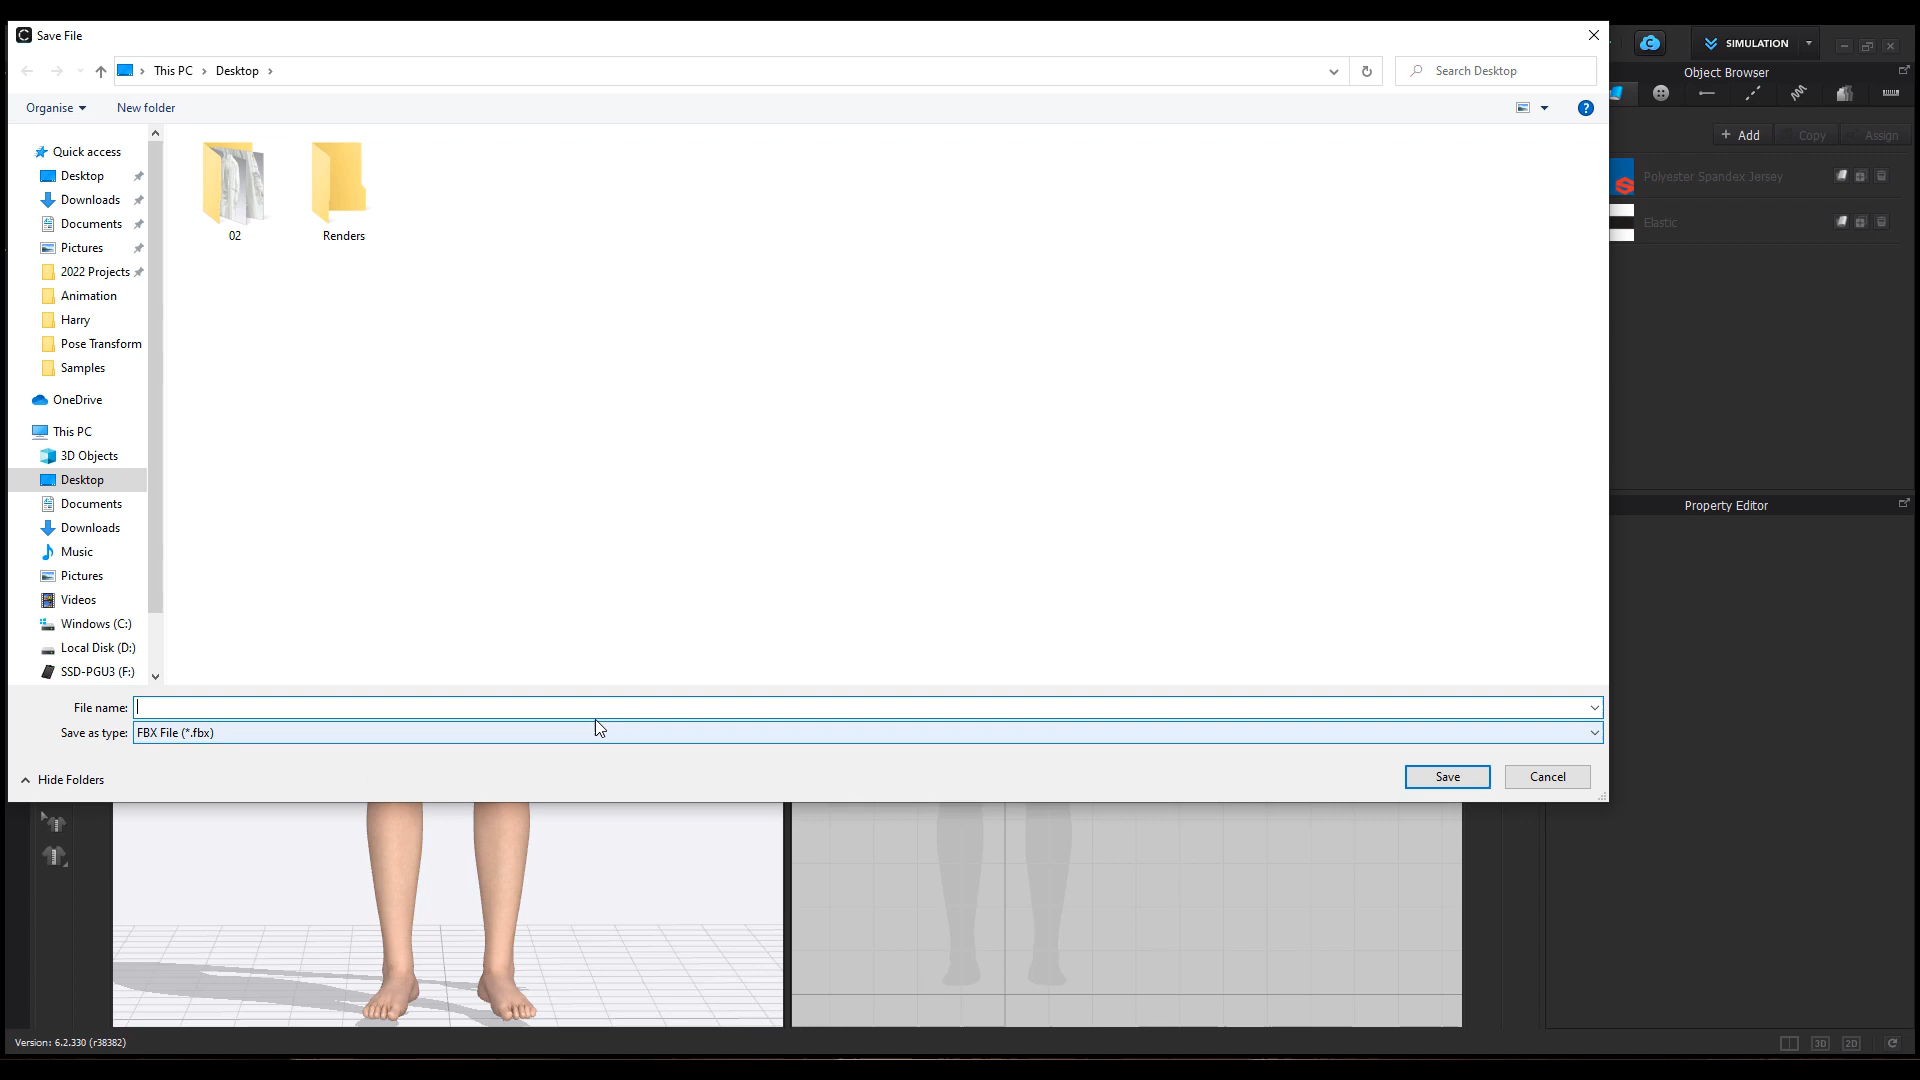 Save File
This PC
Desktop
Search Desktop
Organise
New folder
Quick access
Desktop
Downloads
Documents
Pictures
2022 Projects
Animation
Harry
Pose Transform
Samples
OneDrive
This PC
3D Objects
Desktop
Documents
Downloads
Music
Pictures
Videos
Windows (C:)
Local Disk (D:)
SSD-PGU3 (F:)
02
Renders
File name:
Save as type: FBX File (*.fbx)
Hide Folders
Save
Cancel
SIMULATION
Object Browser
+ Add
Copy
Assign
Polyester Spandex Jersey
Elastic
Property Editor
Version: 6.2.330 (r38382)
3D
2D